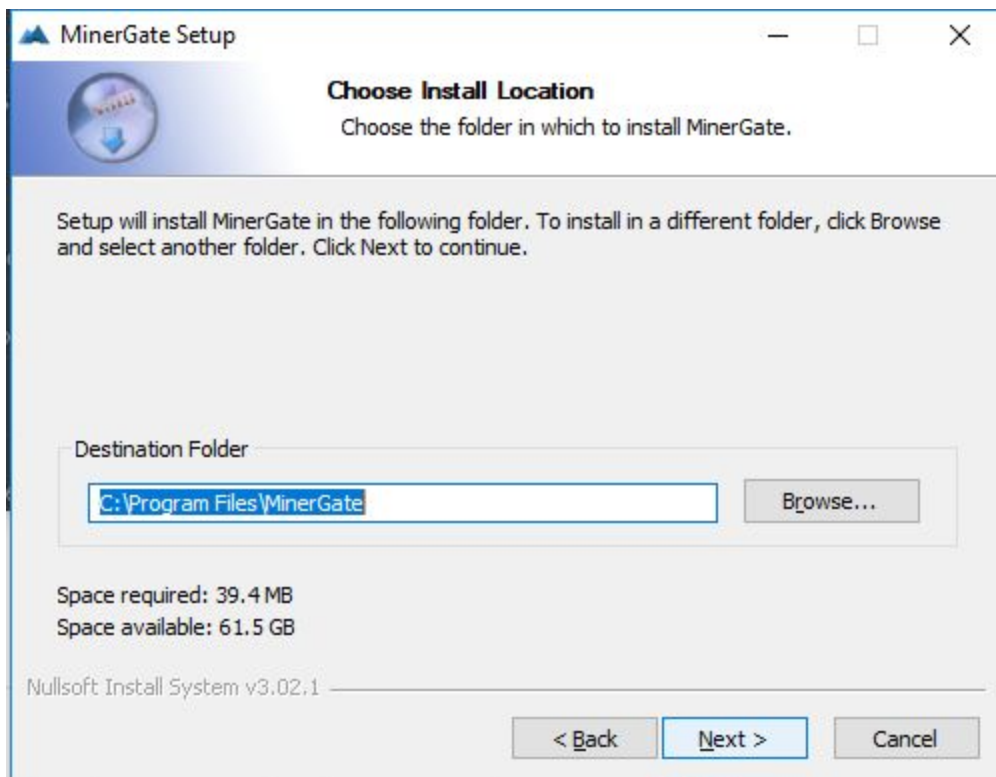 MinerGate Setup
Choose Install Location
Choose the folder in which to install MinerGate.
Setup will install MinerGate in the following folder. To install in a different folder, click Browse
and select another folder. Click Next to continue.
Destination Folder
C:\Program Files\MinerGate
Browse...
Space required: 39.4 MB
Space available: 61.5 GB
Nullsoft Install System v3.02.1
< Back
Next >
Cancel